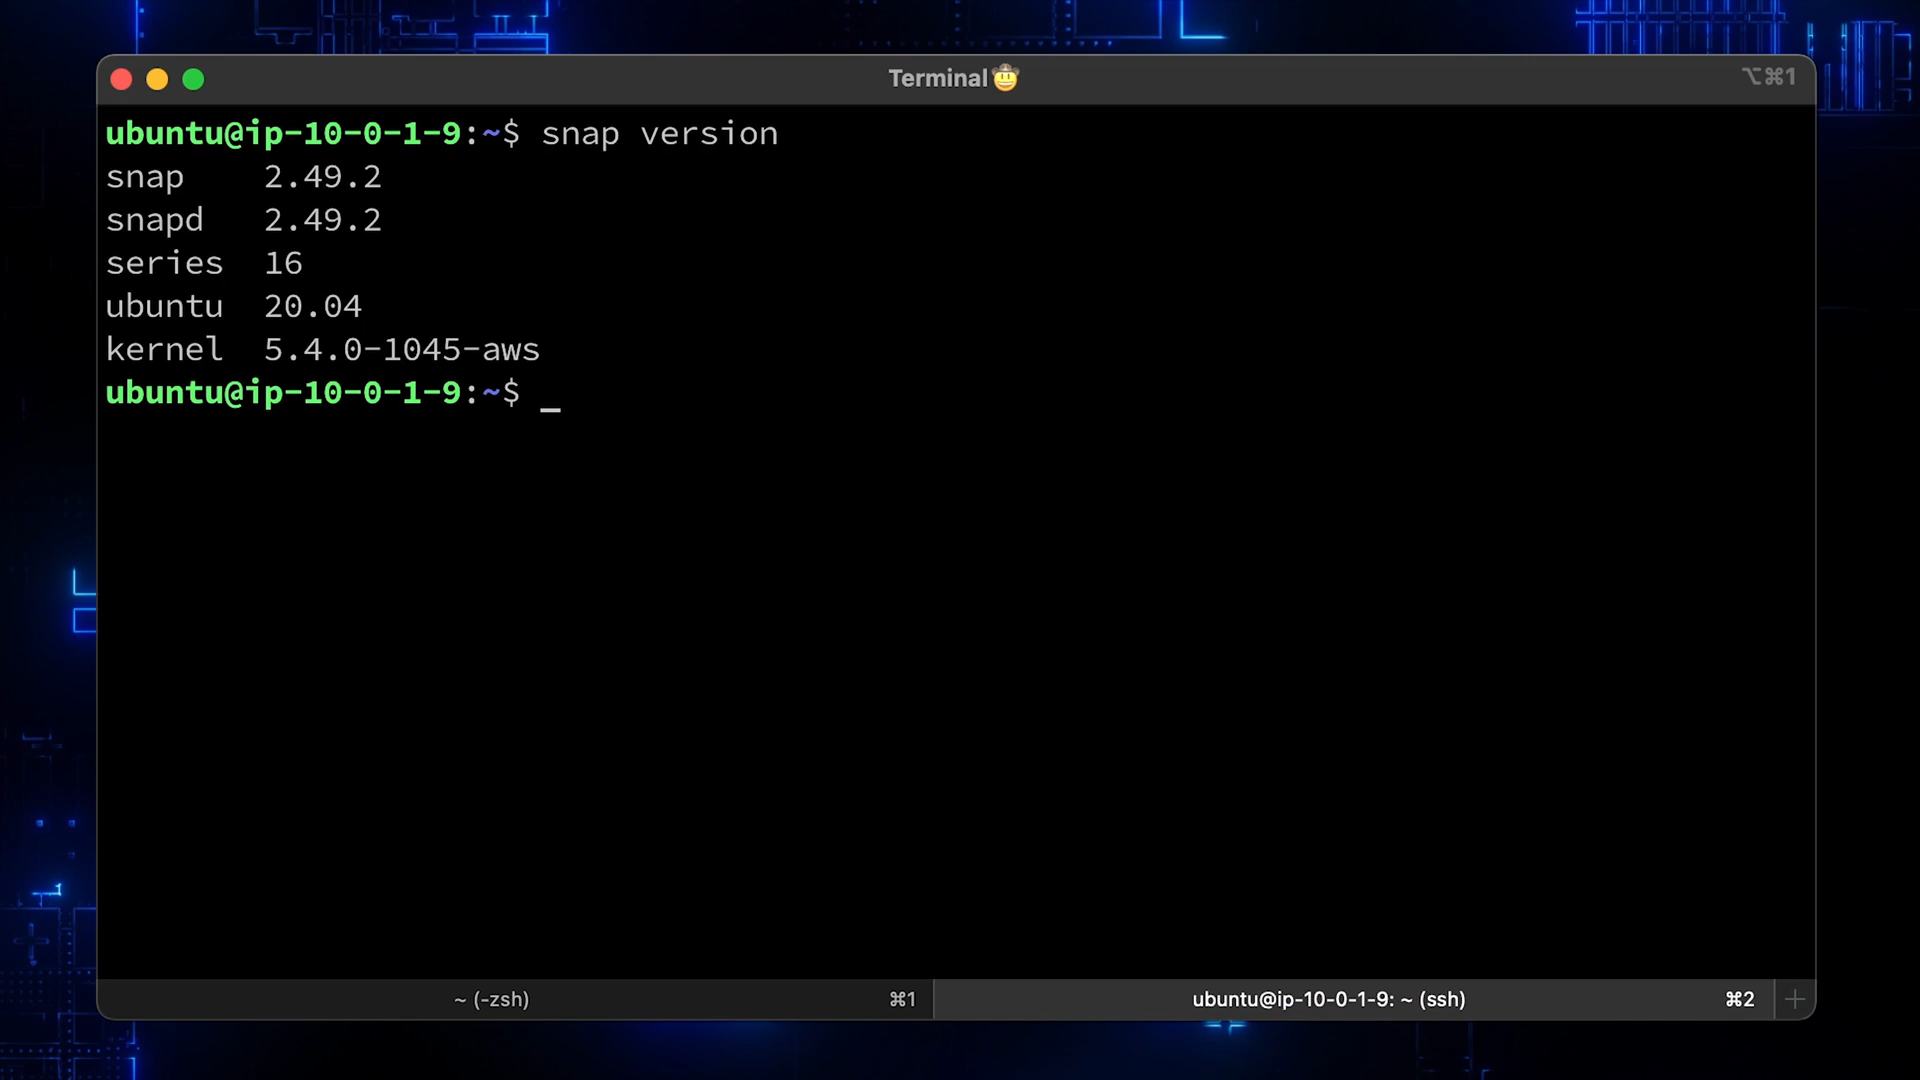 Terminal🤠
⌥⌘1
ubuntu@ip-10-0-1-9:~$ snap version
snap    2.49.2
snapd   2.49.2
series  16
ubuntu  20.04
kernel  5.4.0-1045-aws
ubuntu@ip-10-0-1-9:~$ _
~ (-zsh) ⌘1
ubuntu@ip-10-0-1-9: ~ (ssh) ⌘2 +